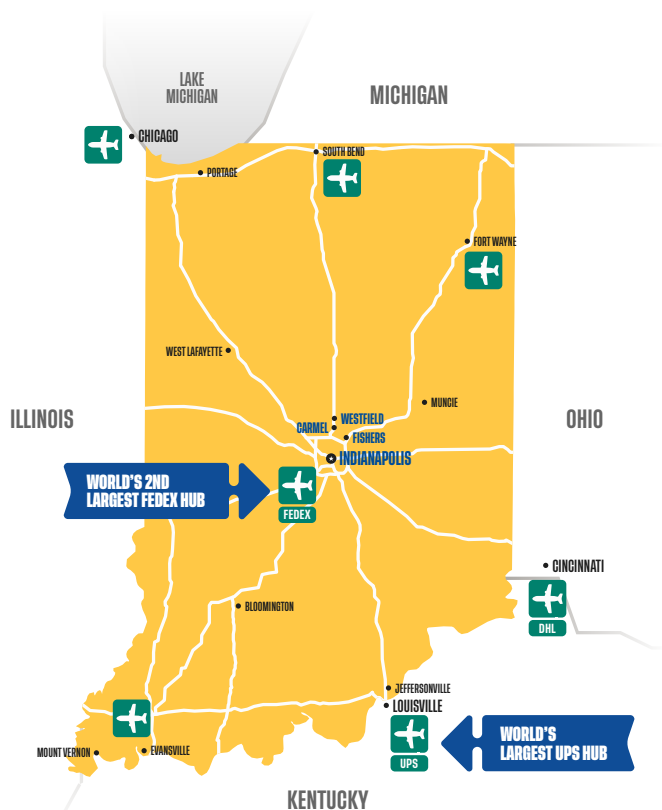 LAKE
MICHIGAN
MICHIGAN
CHICAGO
SOUTH BEND
PORTAGE
FORT WAYNE
WEST LAFAYETTE
MUNCIE
ILLINOIS
OHIO
WESTFIELD
CARMEL
FISHERS
INDIANAPOLIS
WORLD'S 2ND
LARGEST FEDEX HUB
FEDEX
CINCINNATI
DHL
BLOOMINGTON
JEFFERSONVILLE
LOUISVILLE
WORLD'S
LARGEST UPS HUB
UPS
MOUNT VERNON
EVANSVILLE
KENTUCKY